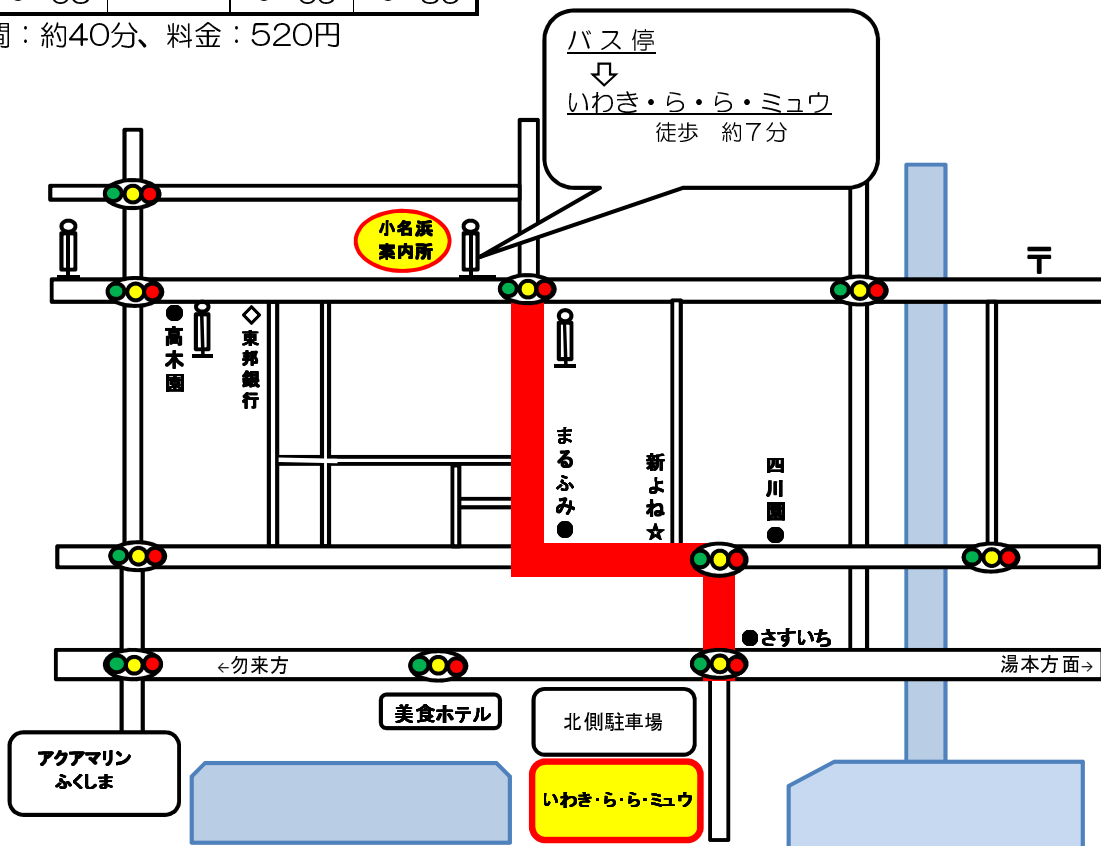 間：約40分、料金：520円
バス停
⇩
いわき・ら・ら・ミュウ
徒歩　約７分
小名浜
案内所
〒
●高木園
◇東邦銀行
まるふみ●
新よね☆
四川園●
●さすいち
←勿来方
湯本方面→
美食ホテル
北側駐車場
アクアマリン
ふくしま
いわき・ら・ら・ミュウ